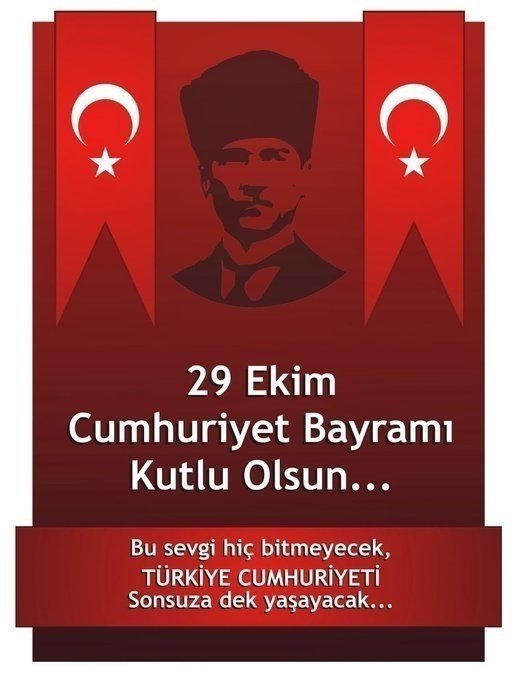 29 Ekim
Cumhuriyet Bayramı
Kutlu Olsun...
Bu sevgi hiç bitmeyecek,
TÜRKİYE CUMHURİYETİ
Sonsuza dek yaşayacak...